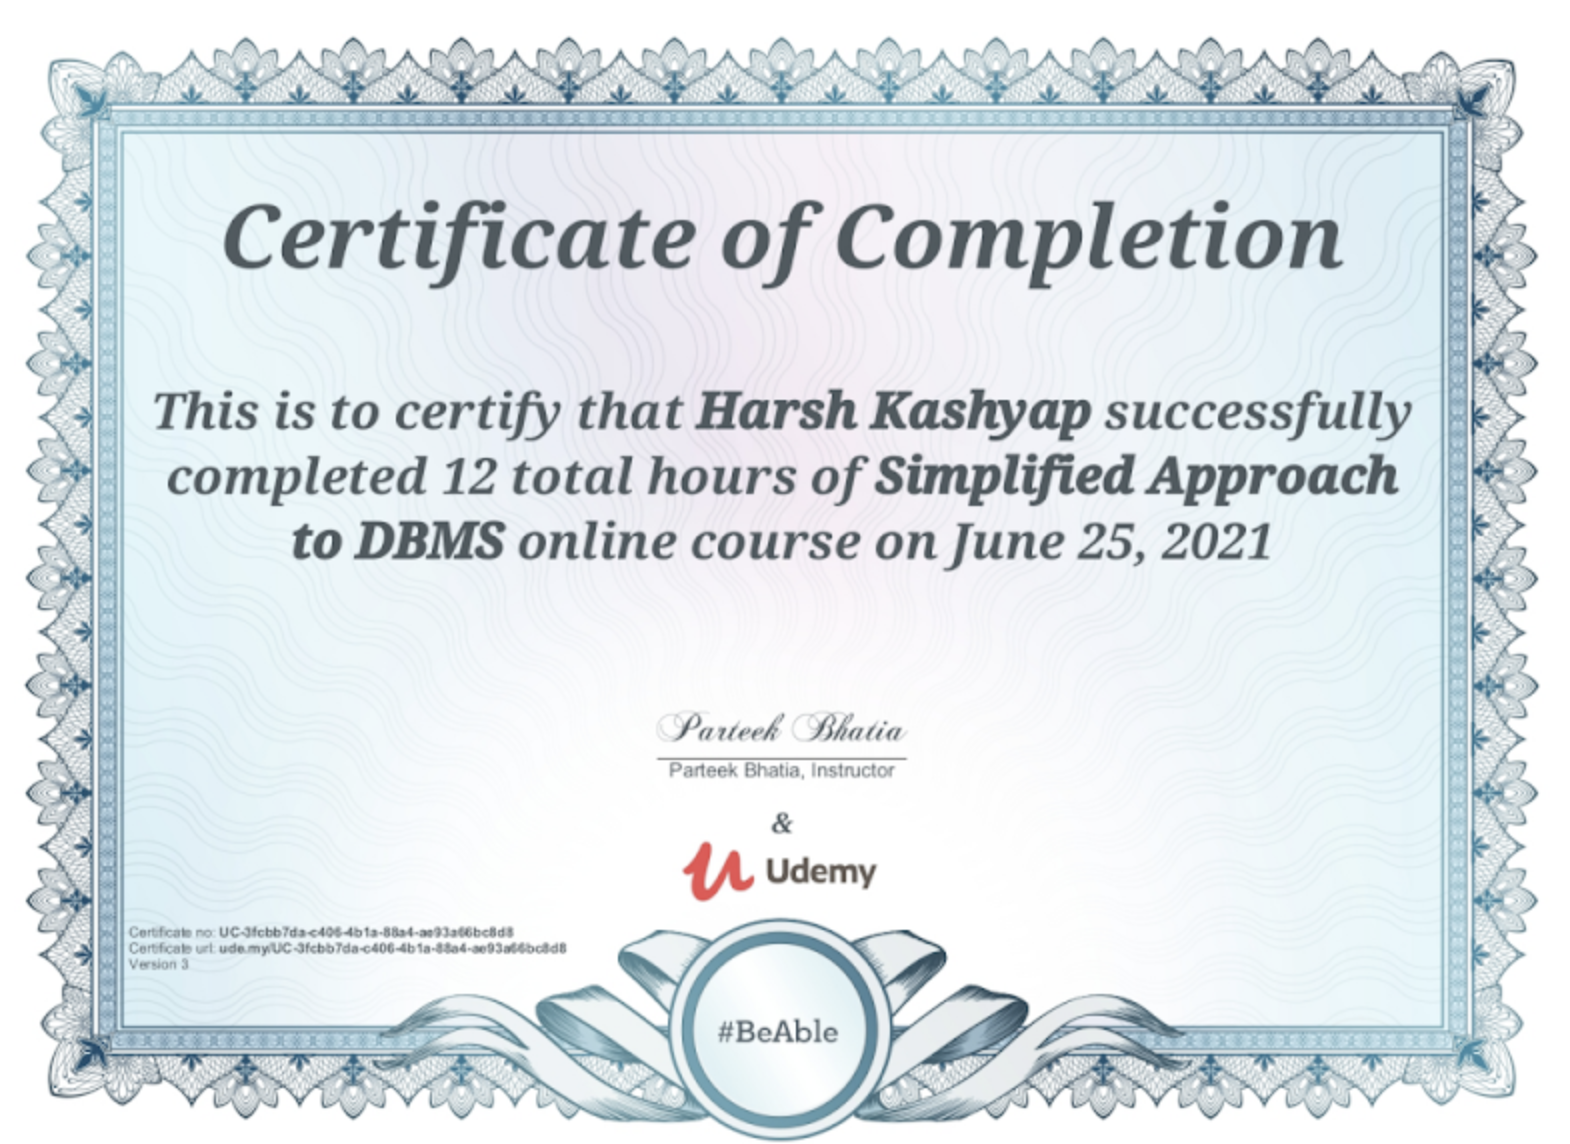 Certificate of Completion
This is to certify that Harsh Kashyap successfully
completed 12 total hours of Simplified Approach
to DBMS online course on June 25, 2021
Parteek Bhatia
Parteek Bhatia, Instructor
&
Udemy
Certificate no: UC-3fcbb7da-c406-4b1a-88a4-ae93a66bc8d8
Certificate url: ude.my/UC-3fcbb7da-c406-4b1a-88a4-ae93a66bc8d8
Version 3
#BeAble